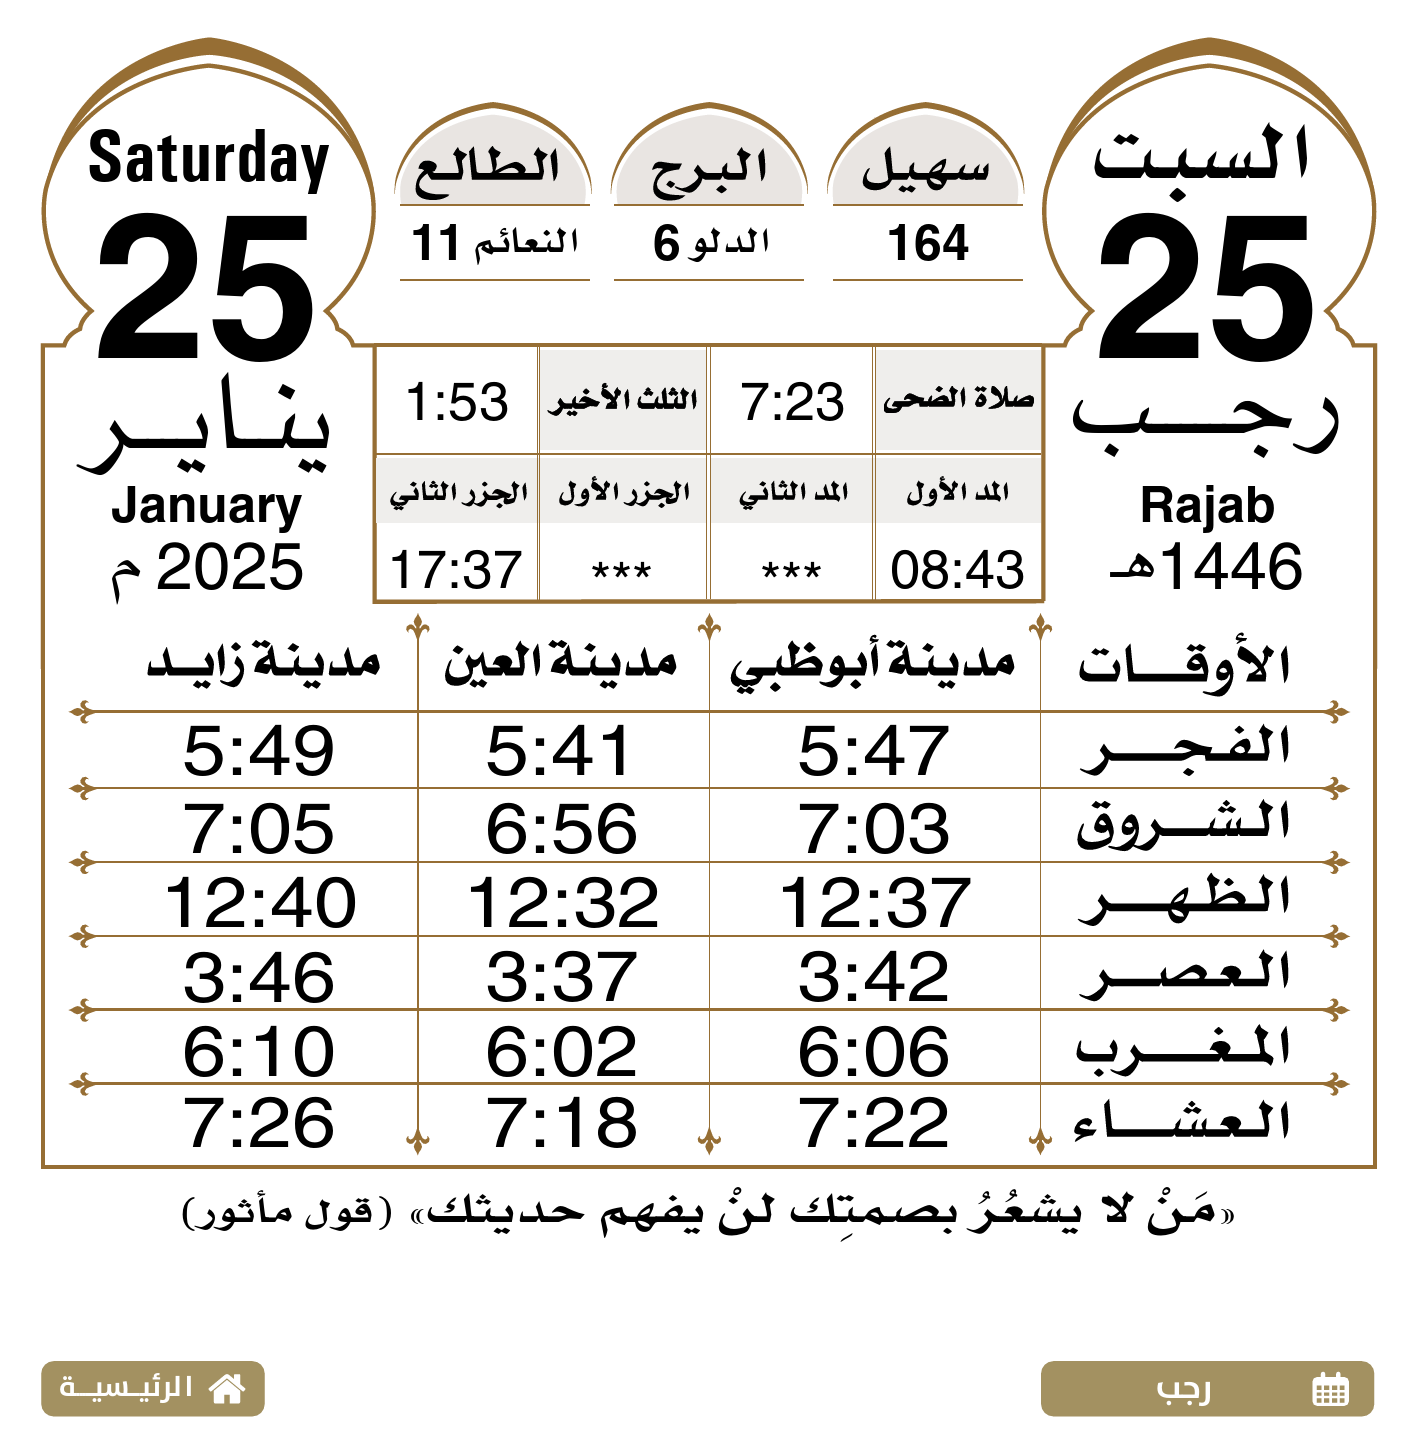 السبت
25
رجب
Rajab
1446هـ
سهيل
164
البرج
الدلو 6
الطالع
النعائم 11
Saturday
25
يناير
January
2025 م
صلاة الضحى 7:23 الثلث الأخير 1:53
المد الأول المد الثاني الجزر الأول الجزر الثاني
08:43 *** *** 17:37
الأوقات مدينة أبوظبي مدينة العين مدينة زايد
الفجر 5:47 5:41 5:49
الشروق 7:03 6:56 7:05
الظهر 12:37 12:32 12:40
العصر 3:42 3:37 3:46
المغرب 6:06 6:02 6:10
العشاء 7:22 7:18 7:26
«مَنْ لا يشعُرُ بصمتِك لنْ يفهم حديثك» (قول مأثور)
رجب
الرئيسية